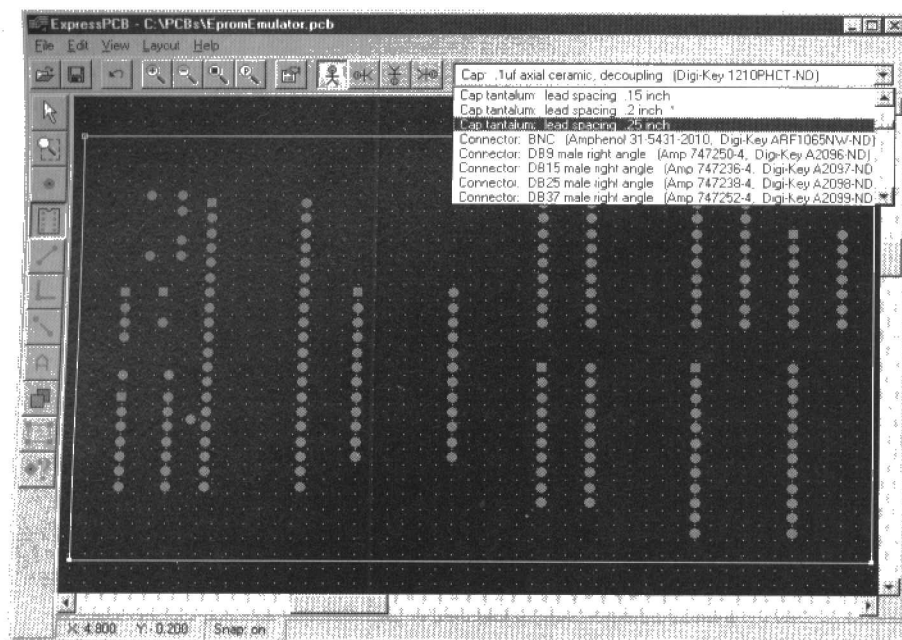 ExpressPCB - C:\PCBs\EpromEmulator.pcb
File Edit View Layout Help
Cap: .1uf axial ceramic, decoupling (Digi-Key 1210PHCT-ND)
Cap tantalum: lead spacing .15 inch
Cap tantalum: lead spacing .2 inch
Cap tantalum: lead spacing .25 inch
Connector: BNC (Amphenol 31-5431-2010, Digi-Key ARF1065NW-ND)
Connector: DB9 male right angle (Amp 747250-4, Digi-Key A2096-ND)
Connector: DB15 male right angle (Amp 747236-4, Digi-Key A2097-ND
Connector: DB25 male right angle (Amp 747238-4, Digi-Key A2098-ND
Connector: DB37 male right angle (Amp 747252-4, Digi-Key A2099-ND
A
X: 4.800 Y: -0.200 Snap: on